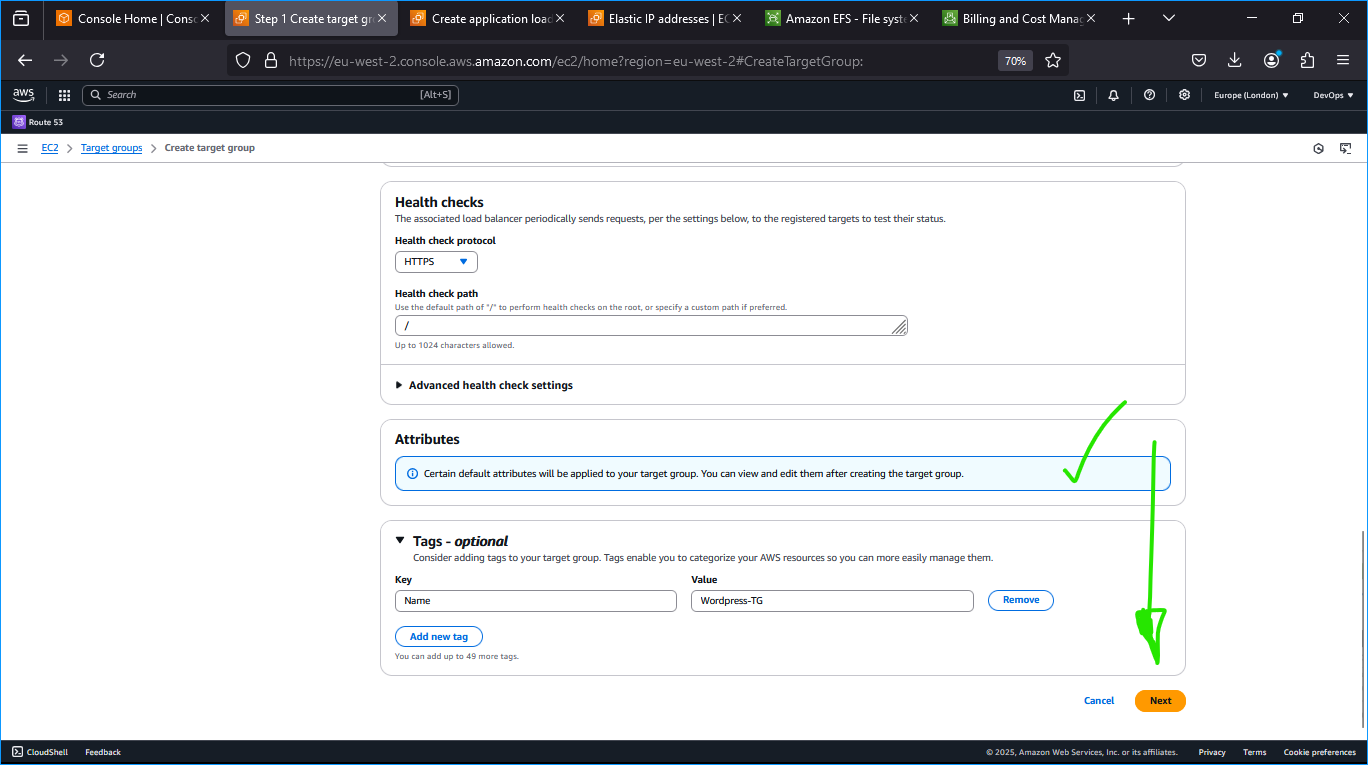 Console Home | Conso
Step 1 Create target gro
Create application load
Elastic IP addresses | EC
Amazon EFS - File syste
Billing and Cost Manag
https://eu-west-2.console.aws.amazon.com/ec2/home?region=eu-west-2#CreateTargetGroup:
70%
aws
Search
[Alt+S]
Europe (London)
DevOps
Route 53
EC2
Target groups
Create target group
Health checks
The associated load balancer periodically sends requests, per the settings below, to the registered targets to test their status.
Health check protocol
HTTPS
Health check path
Use the default path of "/" to perform health checks on the root, or specify a custom path if preferred.
/
Up to 1024 characters allowed.
Advanced health check settings
Attributes
Certain default attributes will be applied to your target group. You can view and edit them after creating the target group.
Tags - optional
Consider adding tags to your target group. Tags enable you to categorize your AWS resources so you can more easily manage them.
Key
Value
Name
Wordpress-TG
Remove
Add new tag
You can add up to 49 more tags.
Cancel
Next
CloudShell
Feedback
© 2025, Amazon Web Services, Inc. or its affiliates.
Privacy
Terms
Cookie preferences